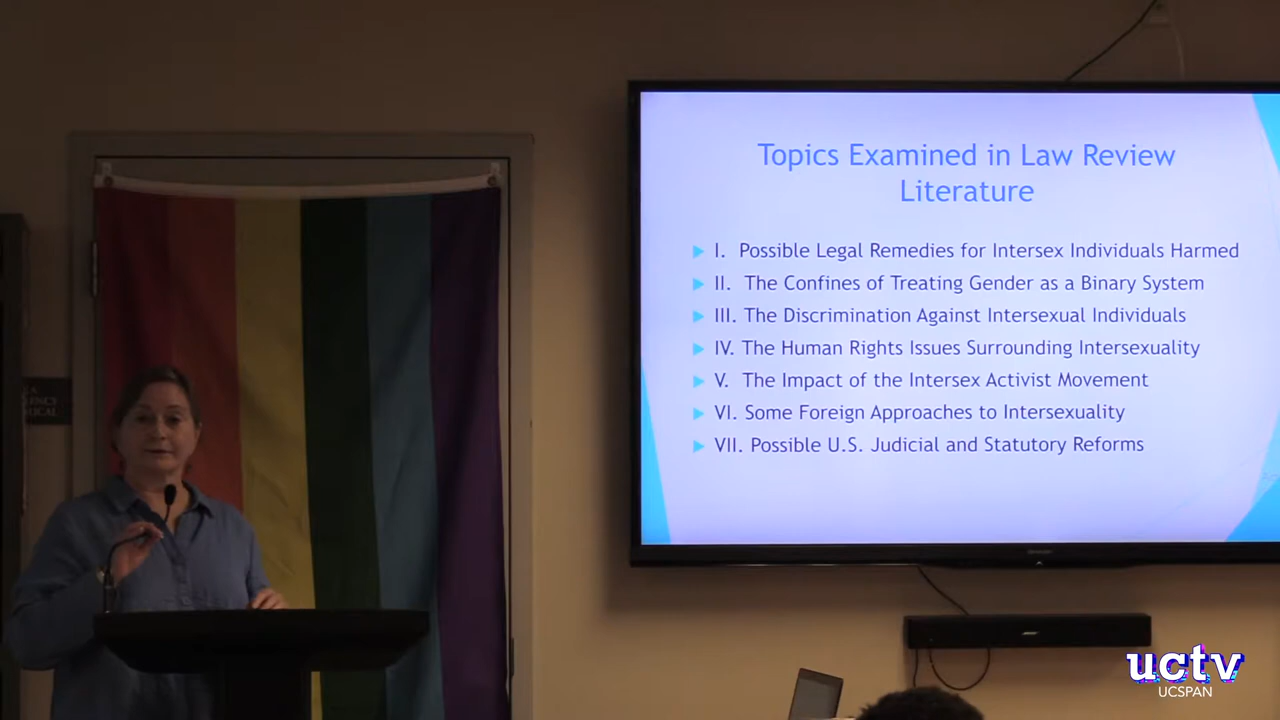 Topics Examined in Law Review
Literature
I. Possible Legal Remedies for Intersex Individuals Harmed
II. The Confines of Treating Gender as a Binary System
III. The Discrimination Against Intersexual Individuals
IV. The Human Rights Issues Surrounding Intersexuality
V. The Impact of the Intersex Activist Movement
VI. Some Foreign Approaches to Intersexuality
VII. Possible U.S. Judicial and Statutory Reforms
uctv
UCSPAN